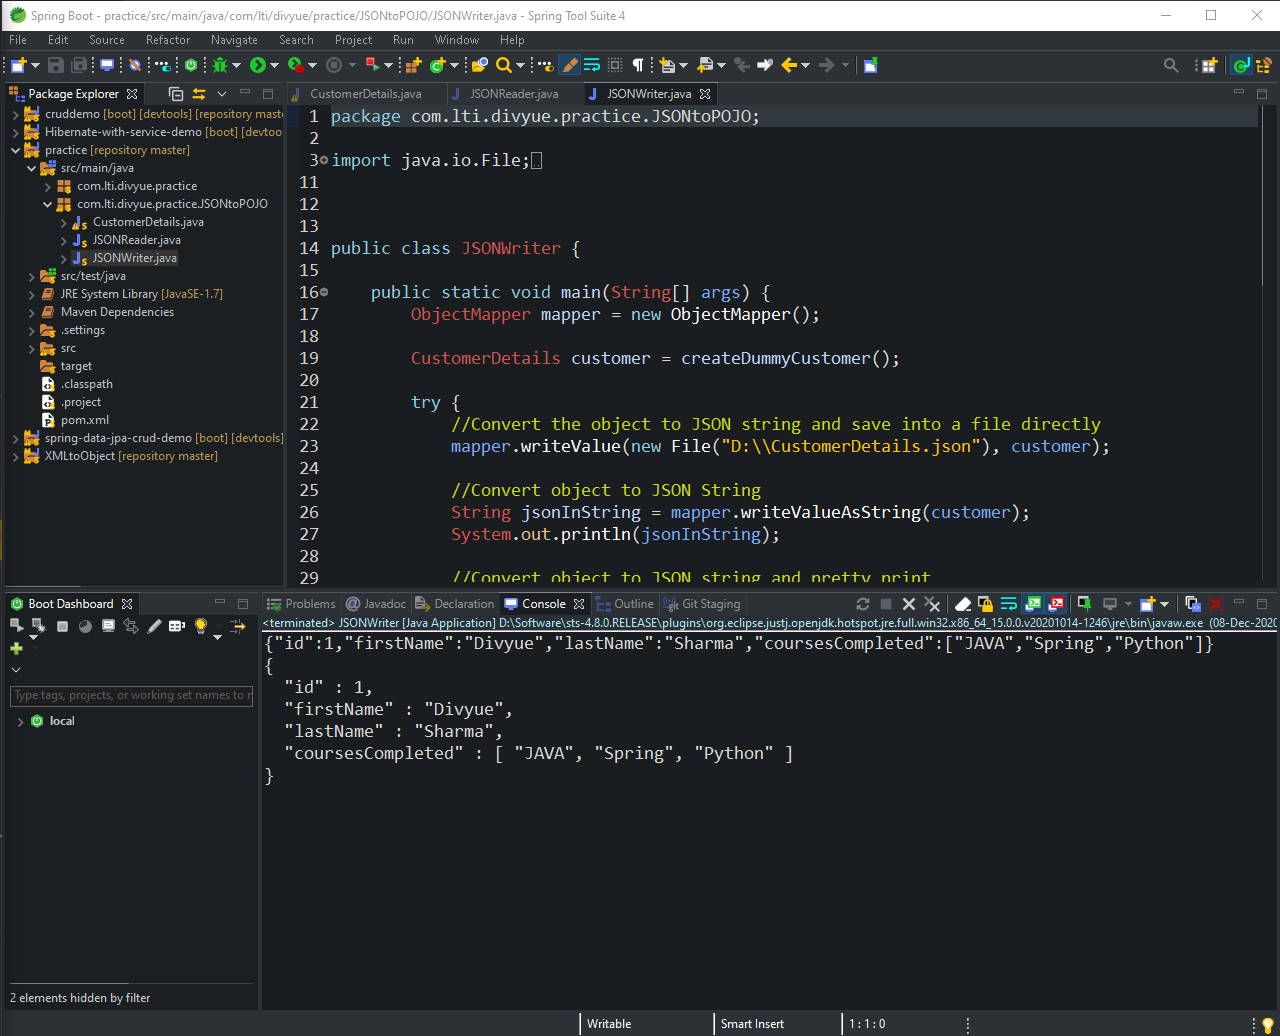 Spring Boot - practice/src/main/java/com/lti/divyue/practice/JSONtoPOJO/JSONWriter.java - Spring Tool Suite 4
File Edit Source Refactor Navigate Search Project Run Window Help
Package Explorer
cruddemo [boot] [devtools] [repository mast
Hibernate-with-service-demo [boot] [devtoo
practice [repository master]
src/main/java
com.lti.divyue.practice
com.lti.divyue.practice.JSONtoPOJO
CustomerDetails.java
JSONReader.java
JSONWriter.java
src/test/java
JRE System Library [JavaSE-1.7]
Maven Dependencies
.settings
src
target
.classpath
.project
pom.xml
spring-data-jpa-crud-demo [boot] [devtools]
XMLtoObject [repository master]
CustomerDetails.java JSONReader.java JSONWriter.java
1 package com.lti.divyue.practice.JSONtoPOJO;
2
3 import java.io.File;
11
12
13
14 public class JSONWriter {
15
16 public static void main(String[] args) {
17 ObjectMapper mapper = new ObjectMapper();
18
19 CustomerDetails customer = createDummyCustomer();
20
21 try {
22 //Convert the object to JSON string and save into a file directly
23 mapper.writeValue(new File("D:\\CustomerDetails.json"), customer);
24
25 //Convert object to JSON String
26 String jsonInString = mapper.writeValueAsString(customer);
27 System.out.println(jsonInString);
28
29 //Convert object to JSON string and pretty print
Boot Dashboard
Type tags, projects, or working set names to r
local
2 elements hidden by filter
Problems Javadoc Declaration Console Outline Git Staging
<terminated> JSONWriter [Java Application] D:\Software\sts-4.8.0.RELEASE\plugins\org.eclipse.justj.openjdk.hotspot.jre.full.win32.x86_64_15.0.0.v20201014-1246\jre\bin\javaw.exe (08-Dec-2020
{"id":1,"firstName":"Divyue","lastName":"Sharma","coursesCompleted":["JAVA","Spring","Python"]}
{
"id" : 1,
"firstName" : "Divyue",
"lastName" : "Sharma",
"coursesCompleted" : [ "JAVA", "Spring", "Python" ]
}
Writable Smart Insert 1 : 1 : 0